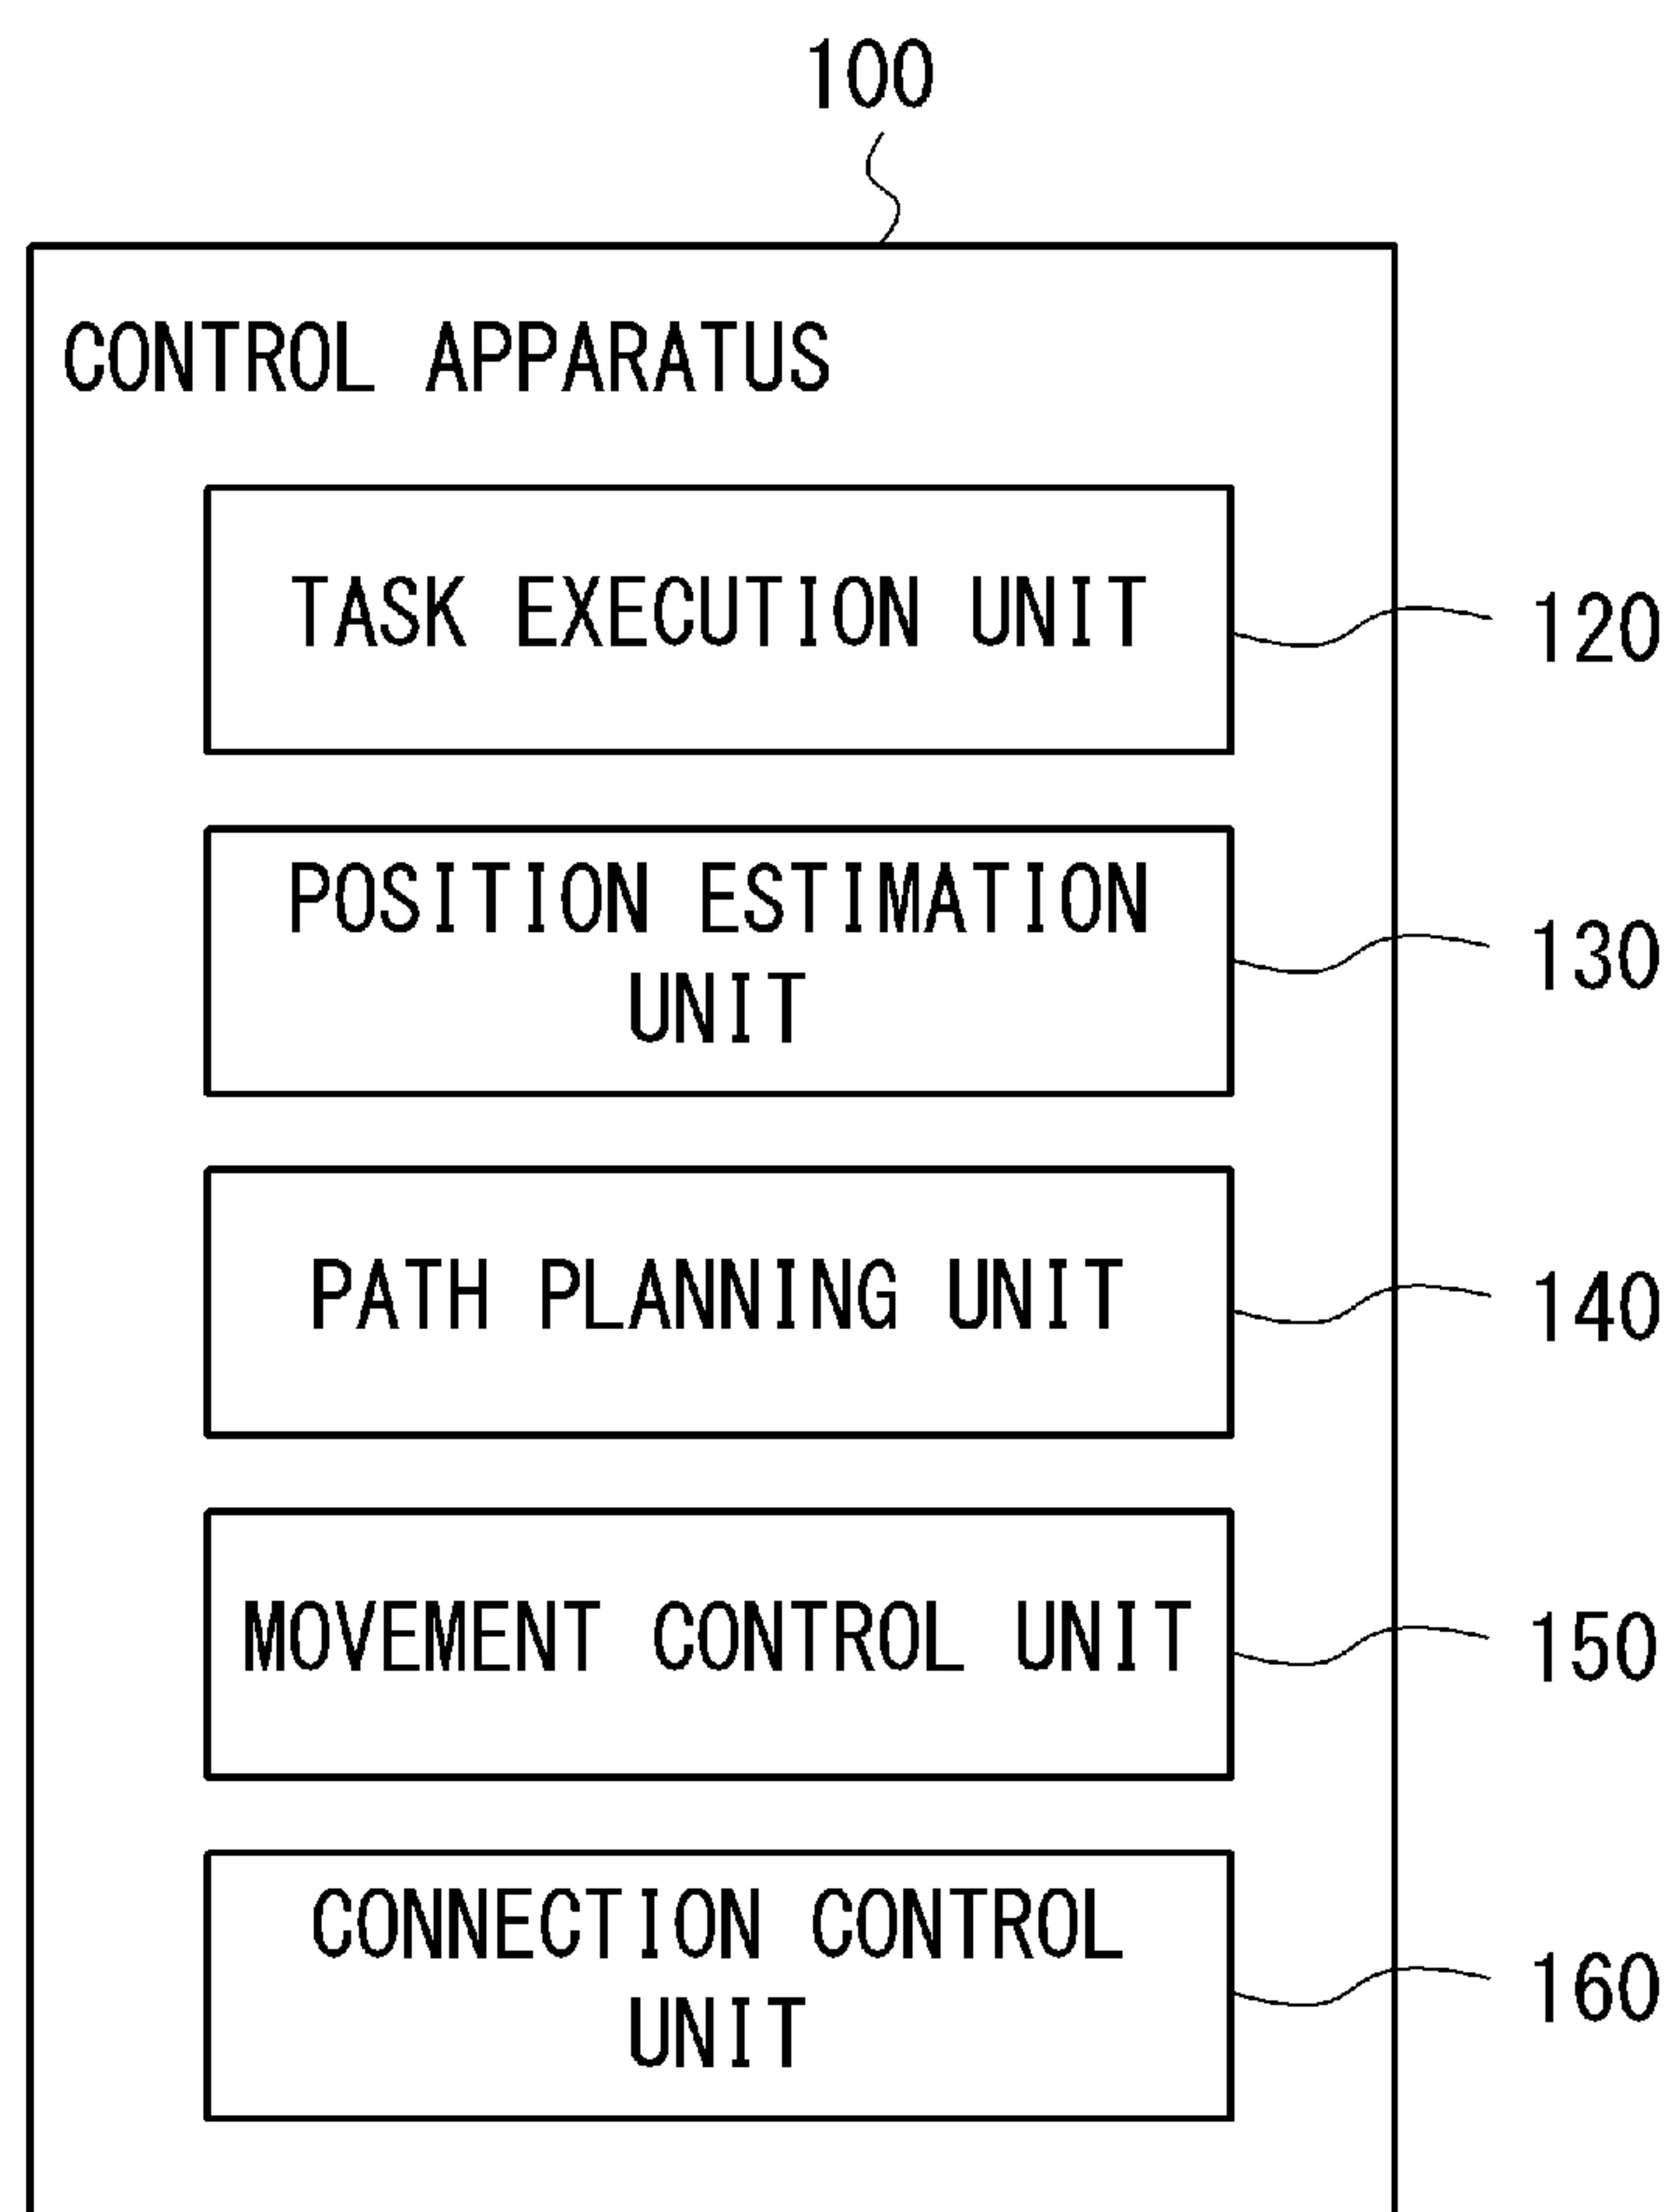 100
CONTROL APPARATUS
TASK EXECUTION UNIT
120
POSITION ESTIMATION
UNIT
130
PATH PLANNING UNIT
140
MOVEMENT CONTROL UNIT
150
CONNECTION CONTROL
UNIT
160